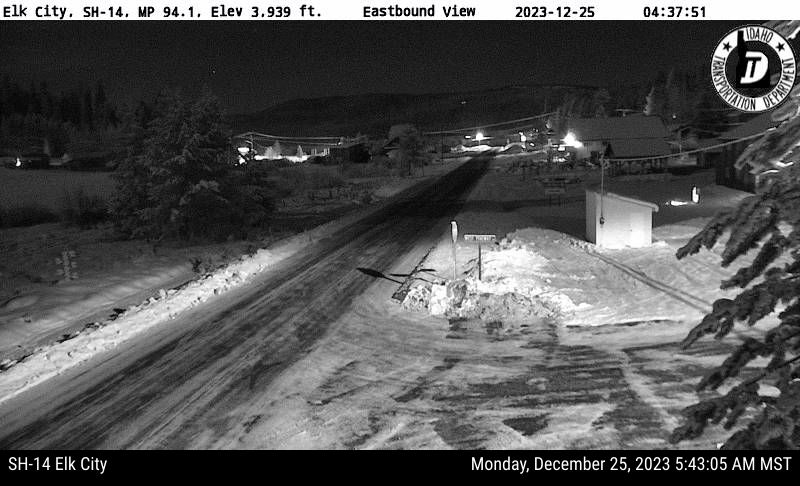 Elk City, SH-14, MP 94.1, Elev 3,939 ft. Eastbound View 2023-12-25 04:37:51
IDAHO
TRANSPORTATION DEPARTMENT
SH-14 Elk City Monday, December 25, 2023 5:43:05 AM MST